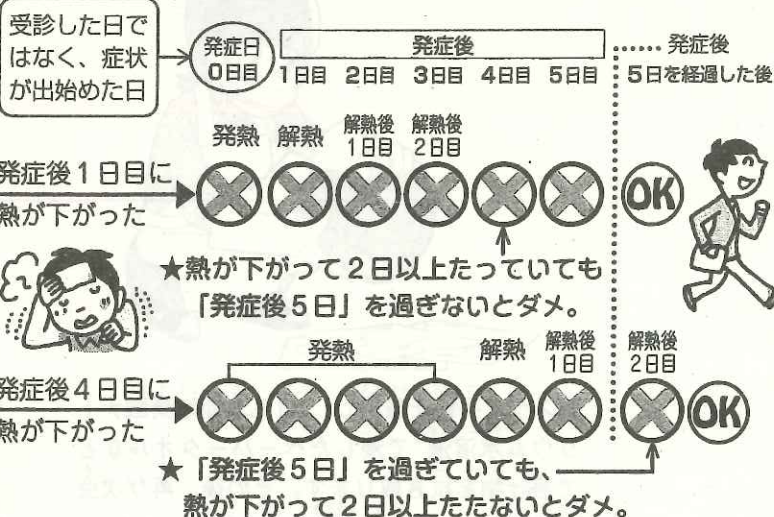 受診した日で
はなく、症状
が出始めた日
発症日
0日目
発症後
1日目 2日目 3日目 4日目 5日目
発症後
5日を経過した後
発熱 解熱 解熱後1日目 解熱後2日目
発症後1日目に
熱が下がった
OK
★熱が下がって2日以上たっていても
「発症後5日」を過ぎないとダメ。
発熱 解熱 解熱後1日目 解熱後2日目
発症後4日目に
熱が下がった
OK
★「発症後5日」を過ぎていても、
熱が下がって2日以上たたないとダメ。